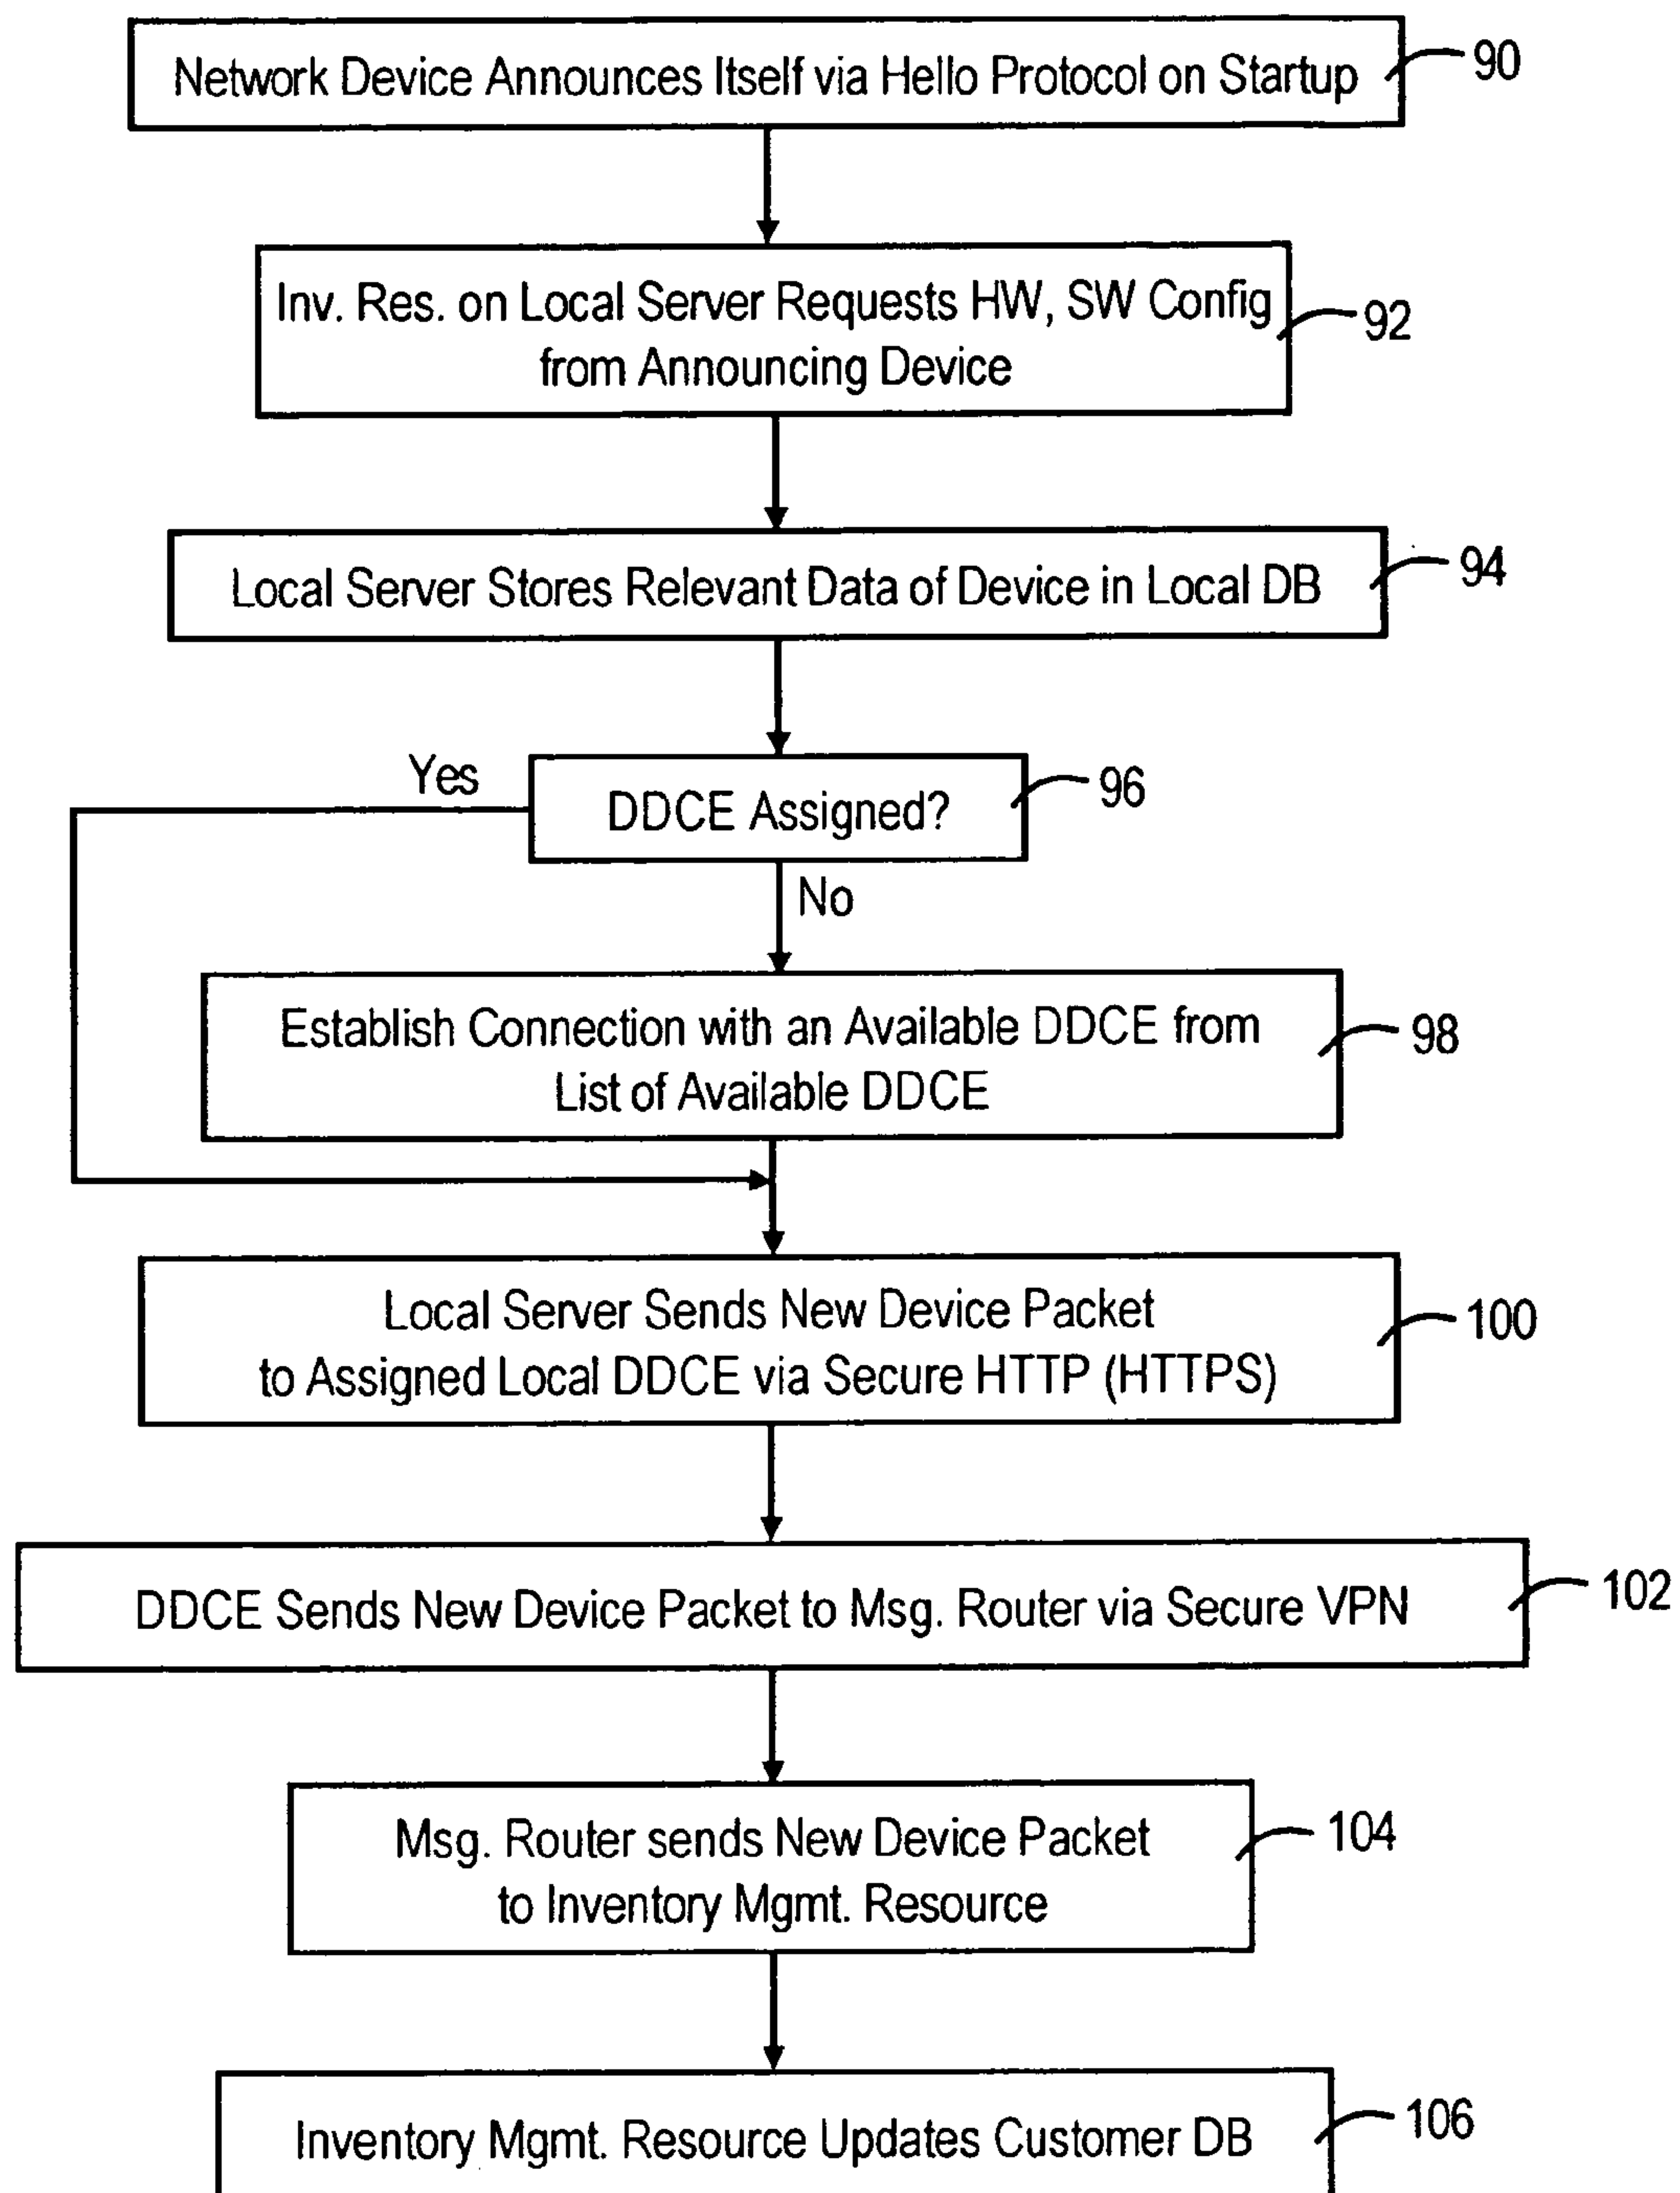 Network Device Announces Itself via Hello Protocol on Startup
90
Inv. Res. on Local Server Requests HW, SW Config
from Announcing Device
92
Local Server Stores Relevant Data of Device in Local DB
94
Yes
DDCE Assigned?
96
No
Establish Connection with an Available DDCE from
List of Available DDCE
98
Local Server Sends New Device Packet
to Assigned Local DDCE via Secure HTTP (HTTPS)
100
DDCE Sends New Device Packet to Msg. Router via Secure VPN
102
Msg. Router sends New Device Packet
to Inventory Mgmt. Resource
104
Inventory Mgmt. Resource Updates Customer DB
106